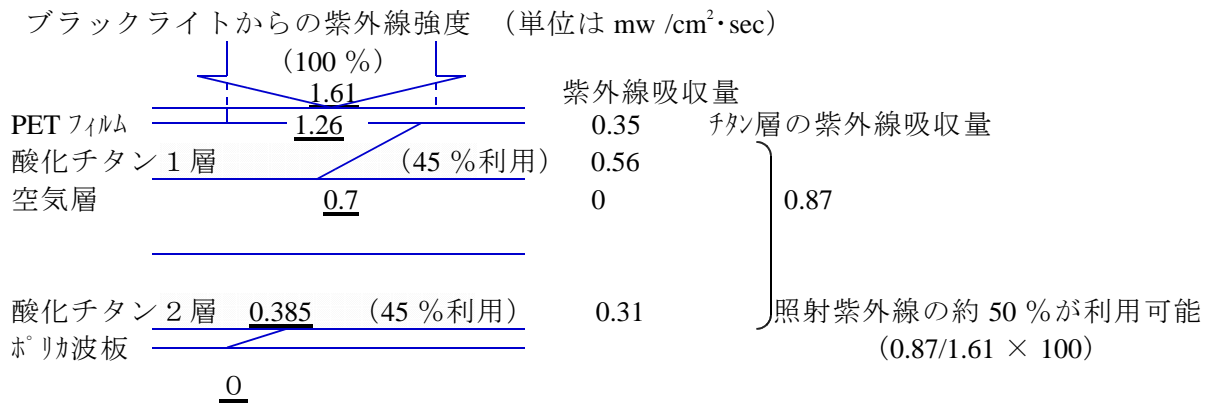 ブラックライトからの紫外線強度 (単位は mw /cm²･sec)
(100 %)
1.61
紫外線吸収量
PET フィルム 1.26 0.35 チタン層の紫外線吸収量
酸化チタン１層 (45 %利用) 0.56
空気層 0.7 0 0.87
酸化チタン２層 0.385 (45 %利用) 0.31 照射紫外線の約 50 %が利用可能
ポリカ波板 (0.87/1.61 × 100)
０